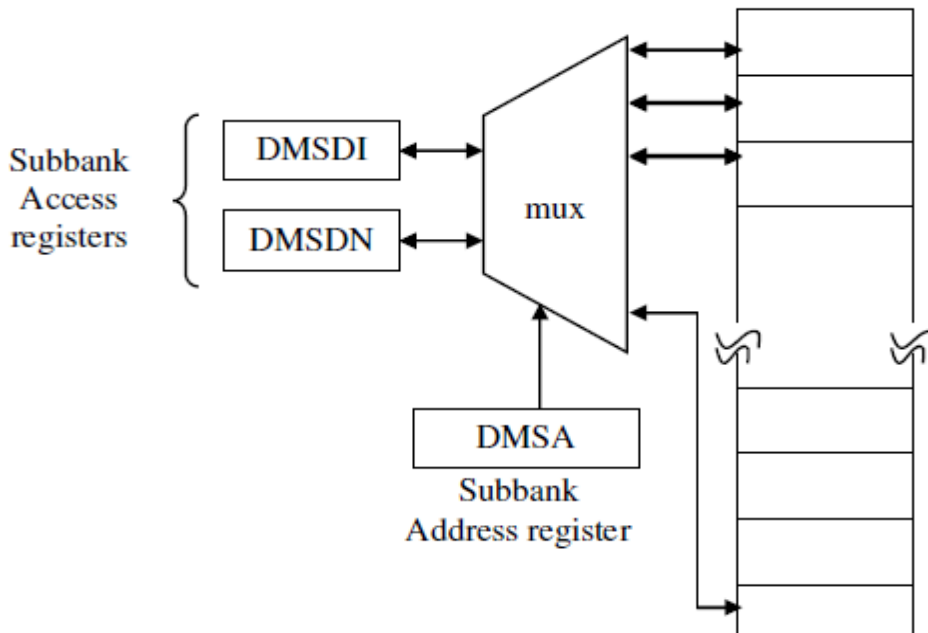 Subbank
Access
registers
DMSDI
DMSDN
mux
DMSA
Subbank
Address register